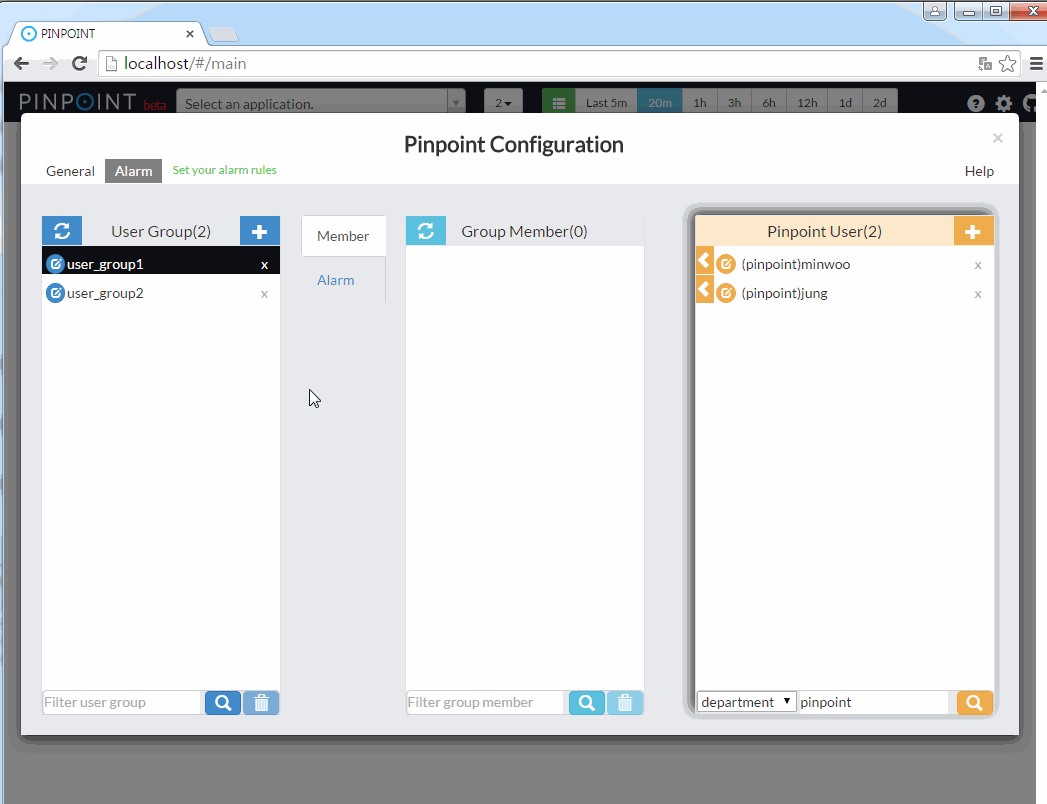 PINPOINT
localhost/#/main
PINPOINT beta Select an application. 2 Last 5m 20m 1h 3h 6h 12h 1d 2d
Pinpoint Configuration
General Alarm Set your alarm rules Help
User Group(2) Member Group Member(0) Pinpoint User(2)
user_group1 x (pinpoint)minwoo x
Alarm
user_group2 x (pinpoint)jung x
Filter user group Filter group member department pinpoint